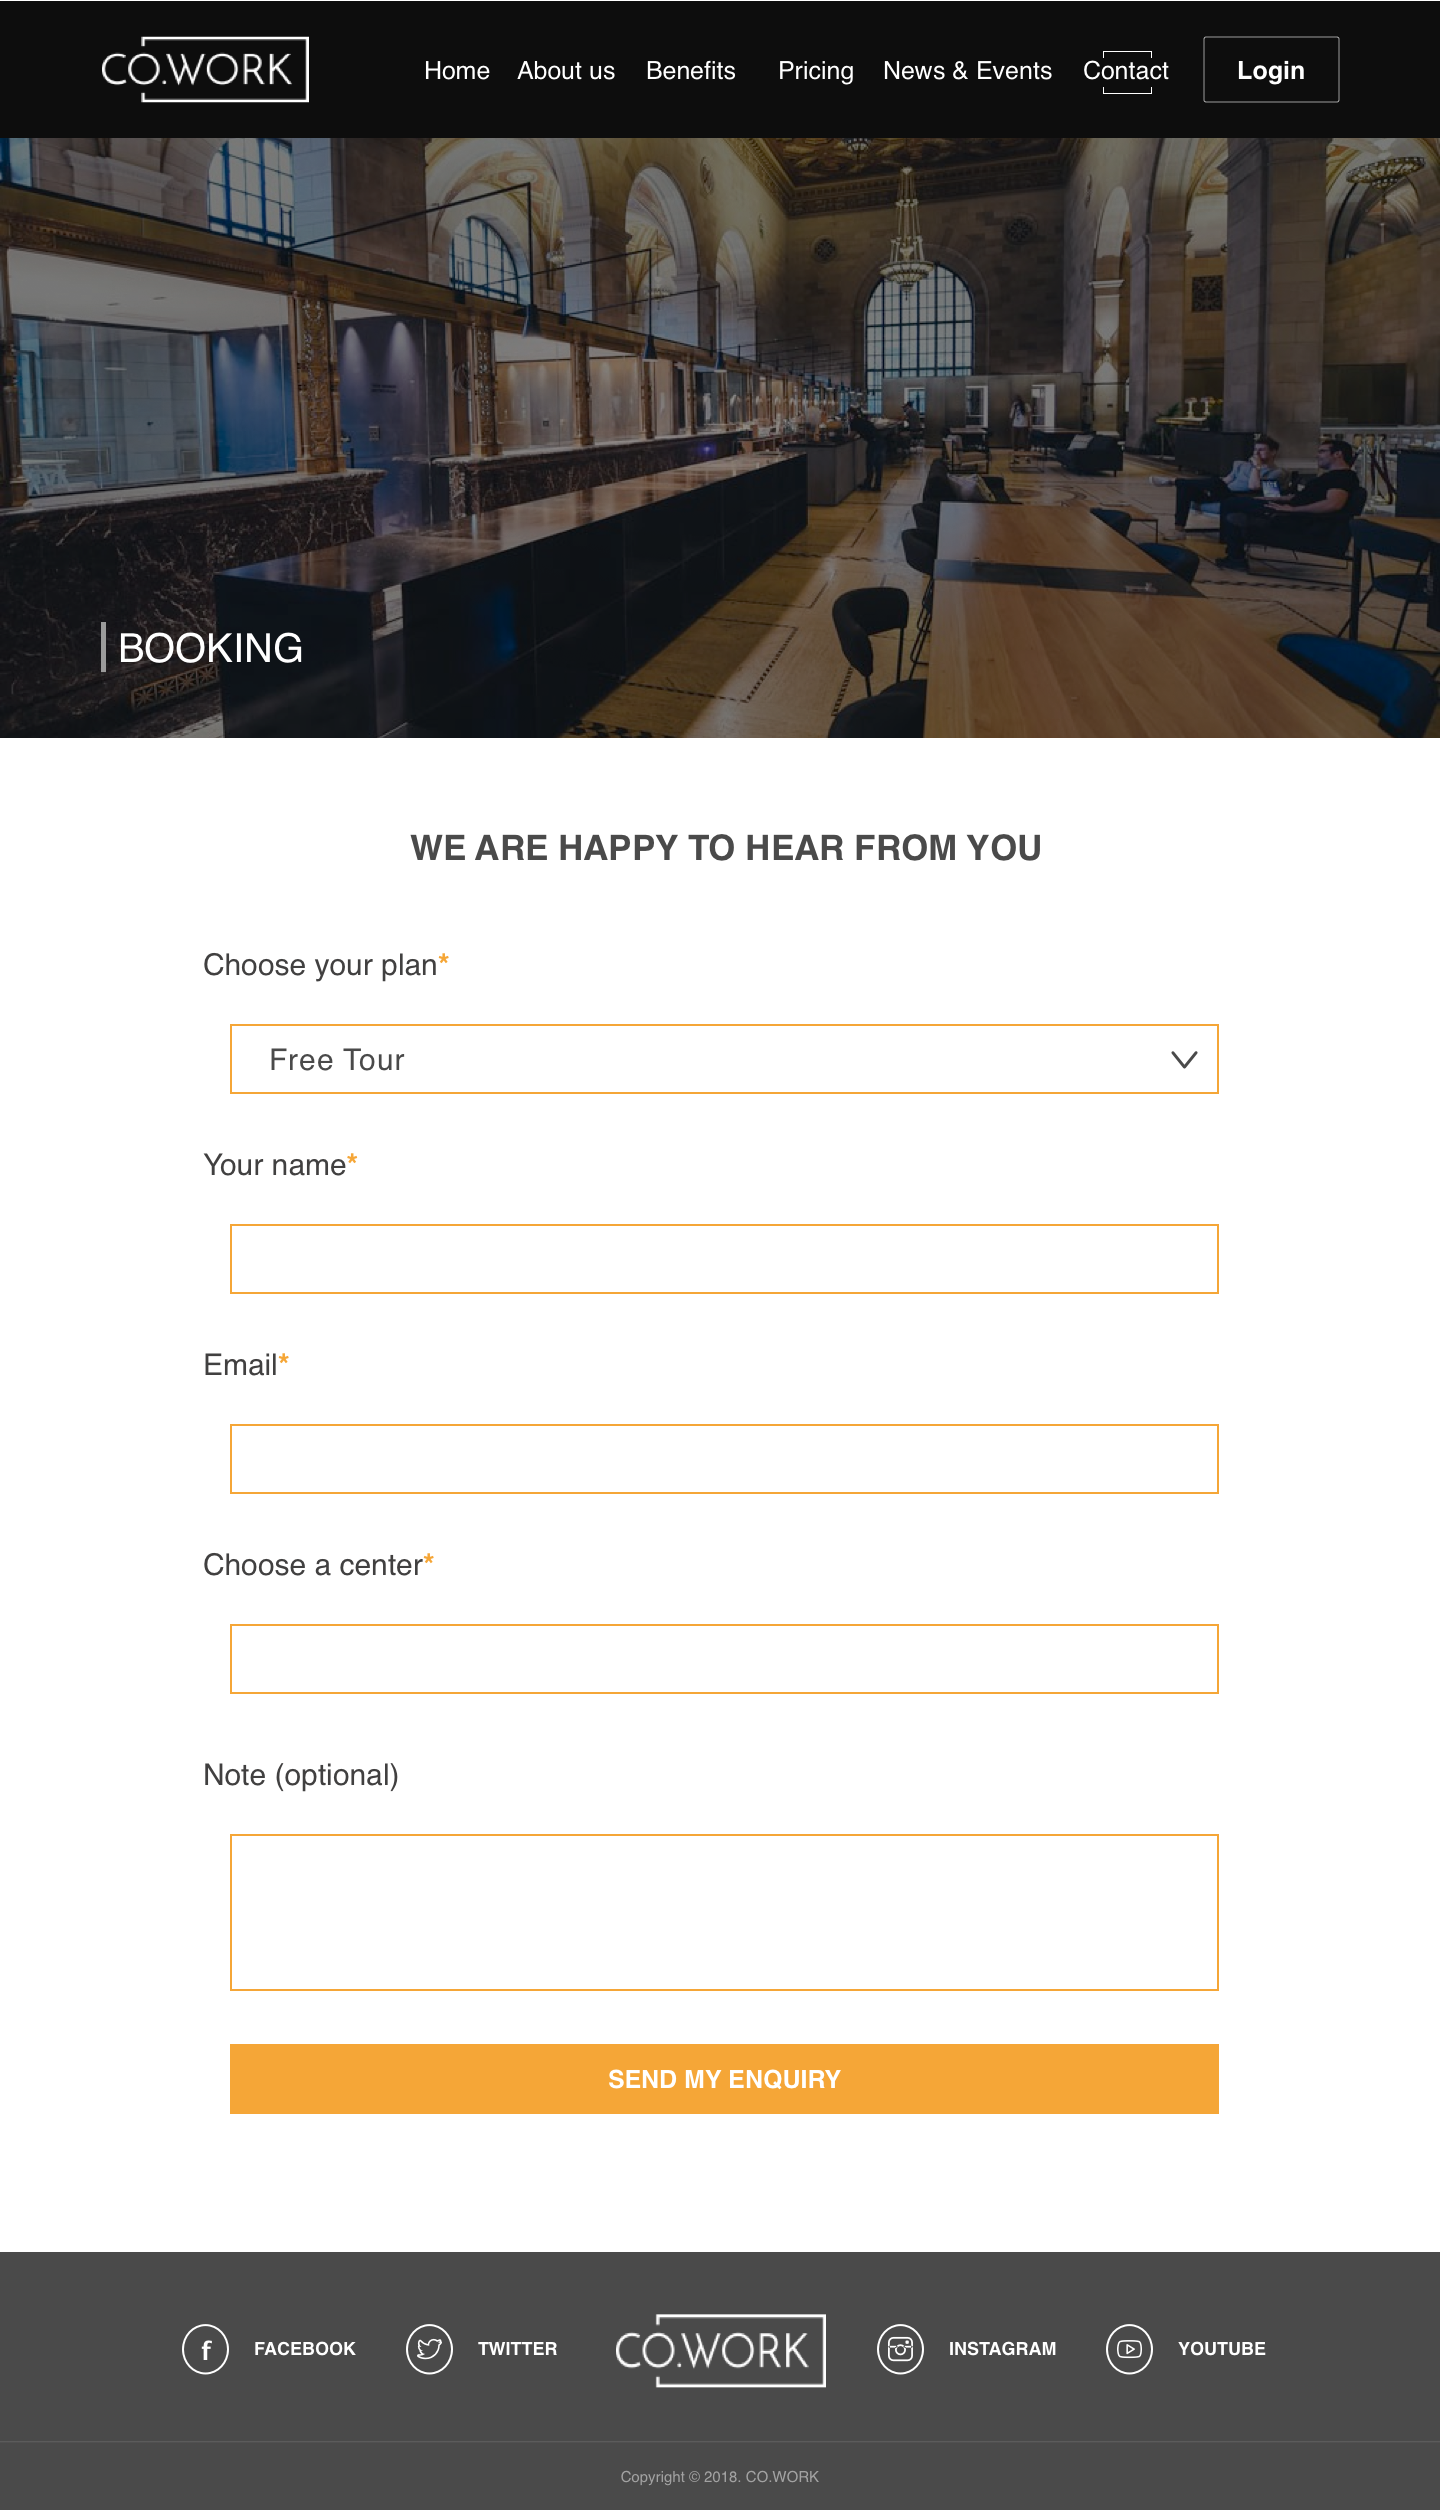 CO.WORK
Home About us Benefits Pricing News & Events Contact Login
BOOKING
WE ARE HAPPY TO HEAR FROM YOU
Choose your plan*
Free Tour
Your name*
Email*
Choose a center*
Note (optional)
SEND MY ENQUIRY
f FACEBOOK TWITTER CO.WORK INSTAGRAM YOUTUBE
Copyright © 2018. CO.WORK